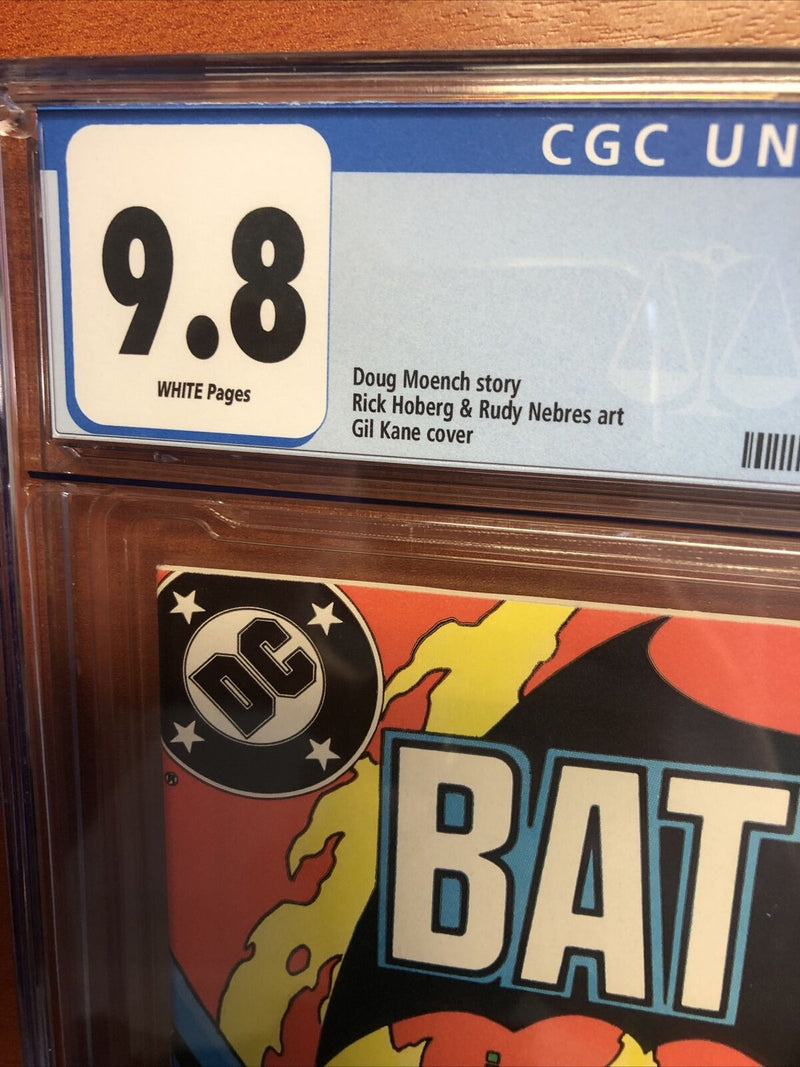 CGC UN
9.8
WHITE Pages
Doug Moench story
Rick Hoberg & Rudy Nebres art
Gil Kane cover
DC
®
BAT